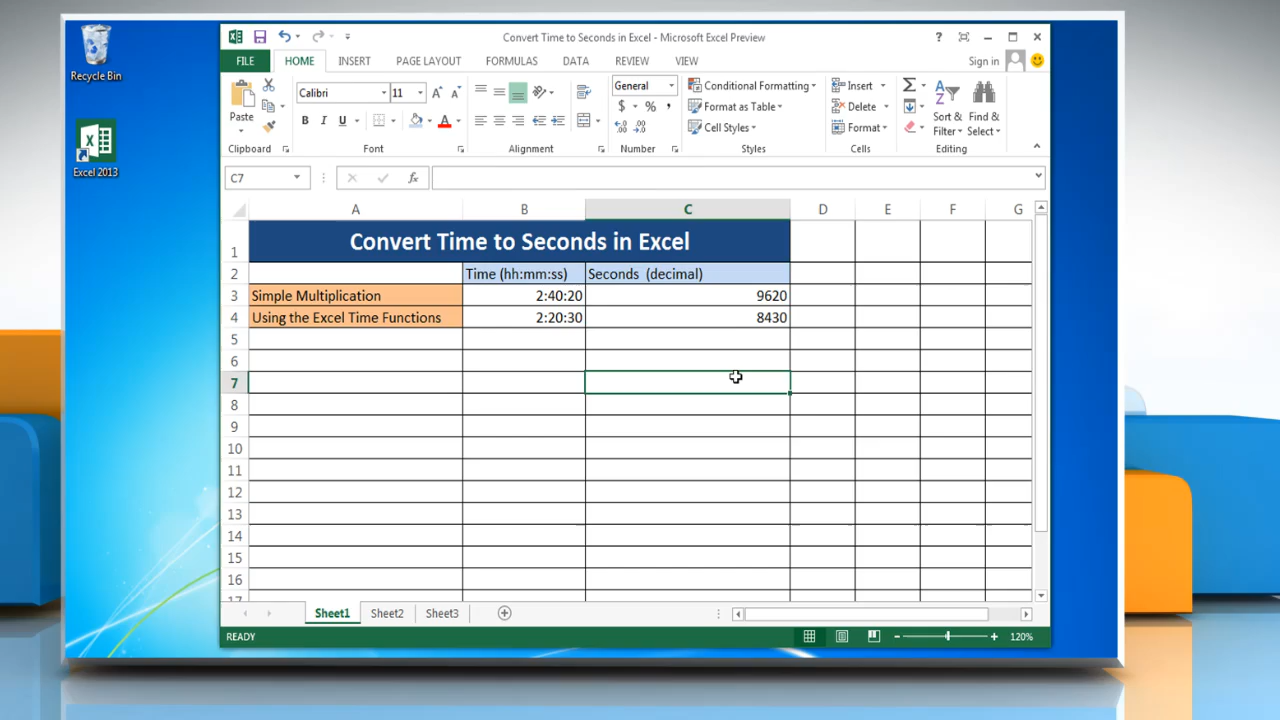 Recycle Bin
Excel 2013
Convert Time to Seconds in Excel - Microsoft Excel Preview
?
FILE HOME INSERT PAGE LAYOUT FORMULAS DATA REVIEW VIEW Sign in
Paste
Clipboard
Calibri 11 A A
B I U A
Font
Alignment
General
$ % ,
Number
Conditional Formatting
Format as Table
Cell Styles
Styles
Insert
Delete
Format
Cells
Σ
Sort & Filter
Find & Select
Editing
C7 fx
A B C D E F G
1 Convert Time to Seconds in Excel
2 Time (hh:mm:ss) Seconds (decimal)
3 Simple Multiplication 2:40:20 9620
4 Using the Excel Time Functions 2:20:30 8430
5
6
7
8
9
10
11
12
13
14
15
16
17
Sheet1 Sheet2 Sheet3
READY 120%